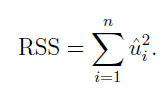 RSS = \sum_{i=1}^{n} \hat{u}_i^2.